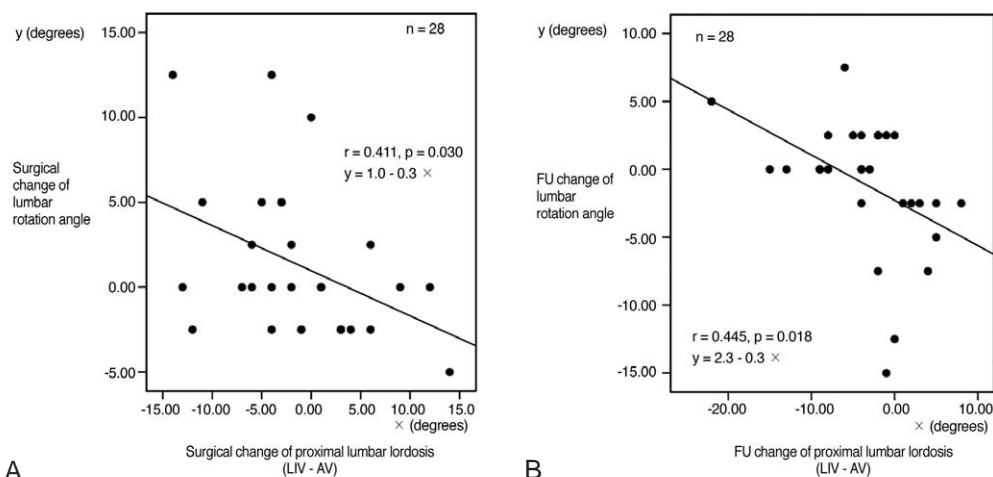 y (degrees)
15.00
n = 28
10.00
r = 0.411, p = 0.030
y = 1.0 - 0.3 ×
Surgical
change of
lumbar
rotation angle
5.00
0.00
-5.00
-15.00 -10.00 -5.00 0.00 5.00 10.00 15.0
× (degrees)
Surgical change of proximal lumbar lordosis
(LIV - AV)
A
y (degrees)
10.00
n = 28
5.00
FU change of
lumbar
rotation angle
0.00
-5.00
-10.00
r = 0.445, p = 0.018
y = 2.3 - 0.3 ×
-15.00
-20.00 -10.00 0.00 10.00
× (degrees)
FU change of proximal lumbar lordosis
(LIV - AV)
B